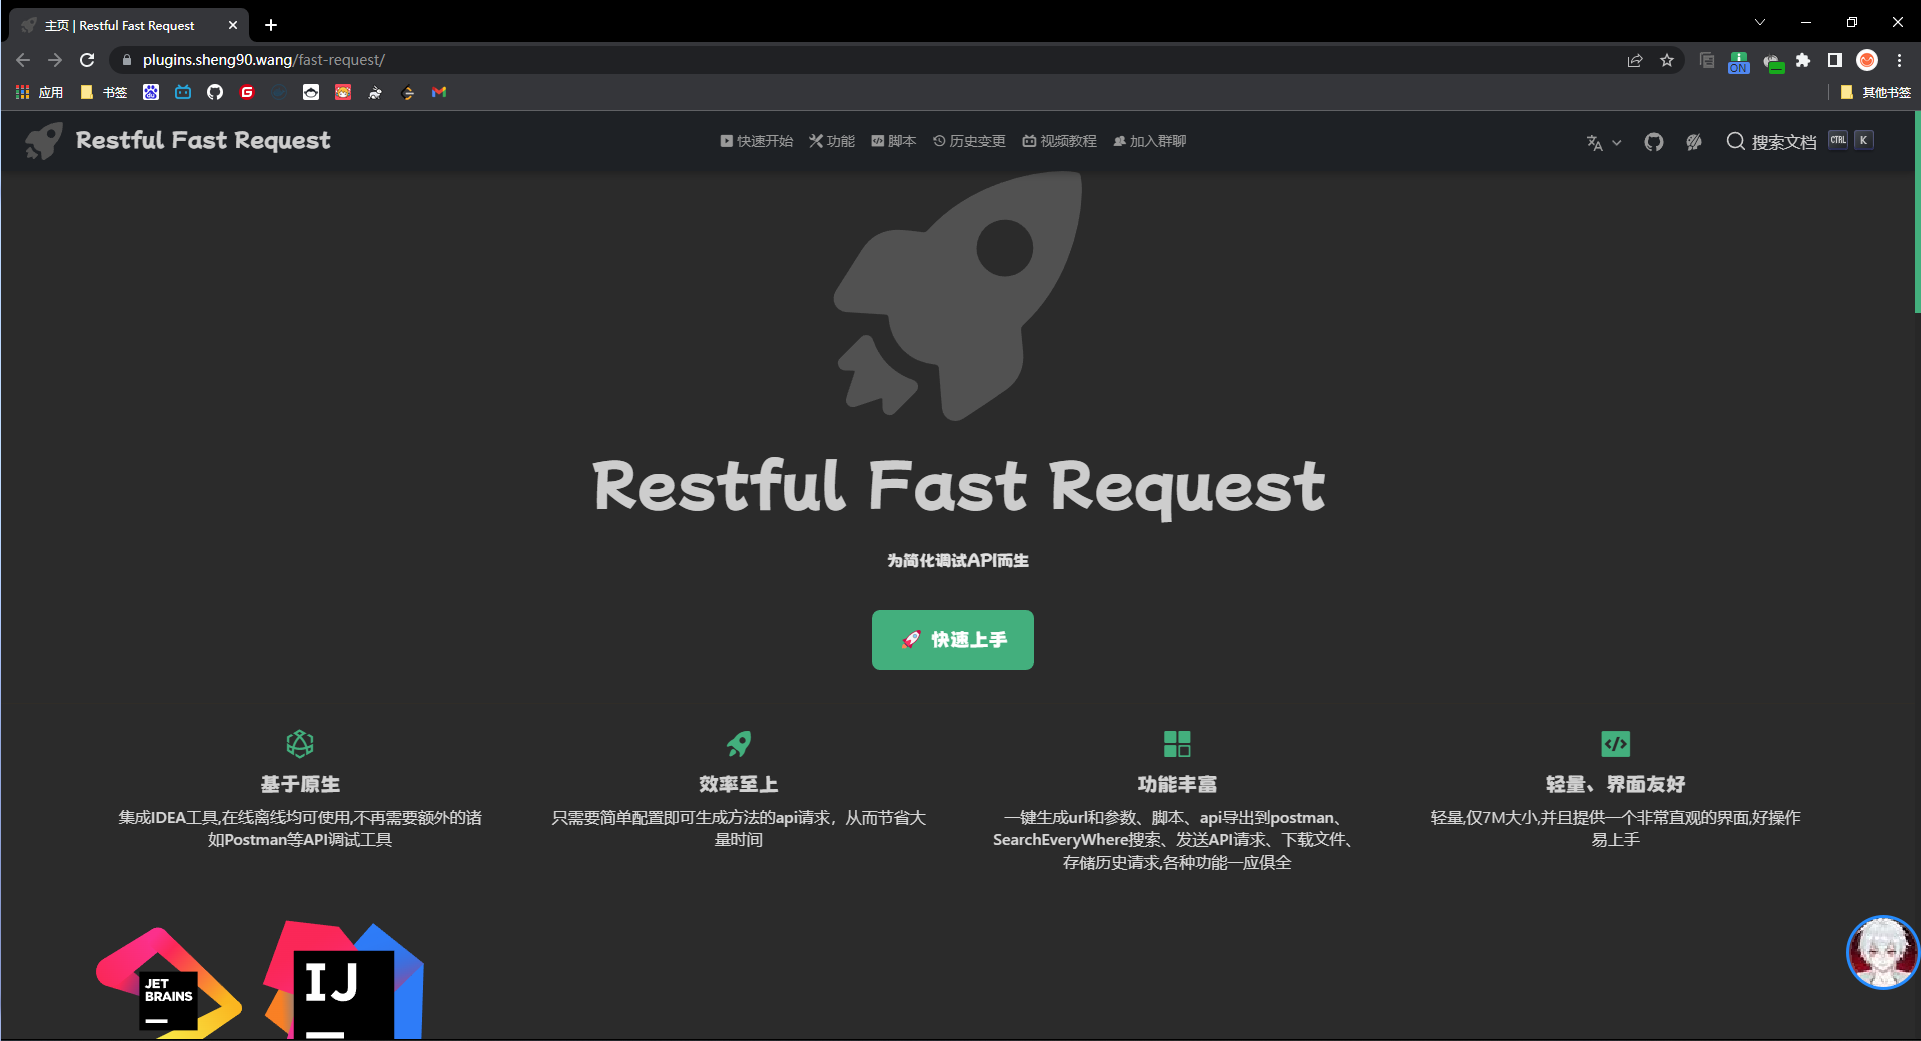 主页 | Restful Fast Request
plugins.sheng90.wang/fast-request/
ON
应用
书签
其他书签
Restful Fast Request
快速开始
功能
脚本
历史变更
视频教程
加入群聊
搜索文档
CTRL
K
Restful Fast Request
为简化调试API而生
🚀 快速上手
基于原生
集成IDEA工具,在线离线均可使用,不再需要额外的诸
如Postman等API调试工具
效率至上
只需要简单配置即可生成方法的api请求，从而节省大
量时间
功能丰富
一键生成url和参数、脚本、api导出到postman、
SearchEveryWhere搜索、发送API请求、下载文件、
存储历史请求,各种功能一应俱全
轻量、界面友好
轻量,仅7M大小,并且提供一个非常直观的界面,好操作
易上手
JET
BRAINS
IJ